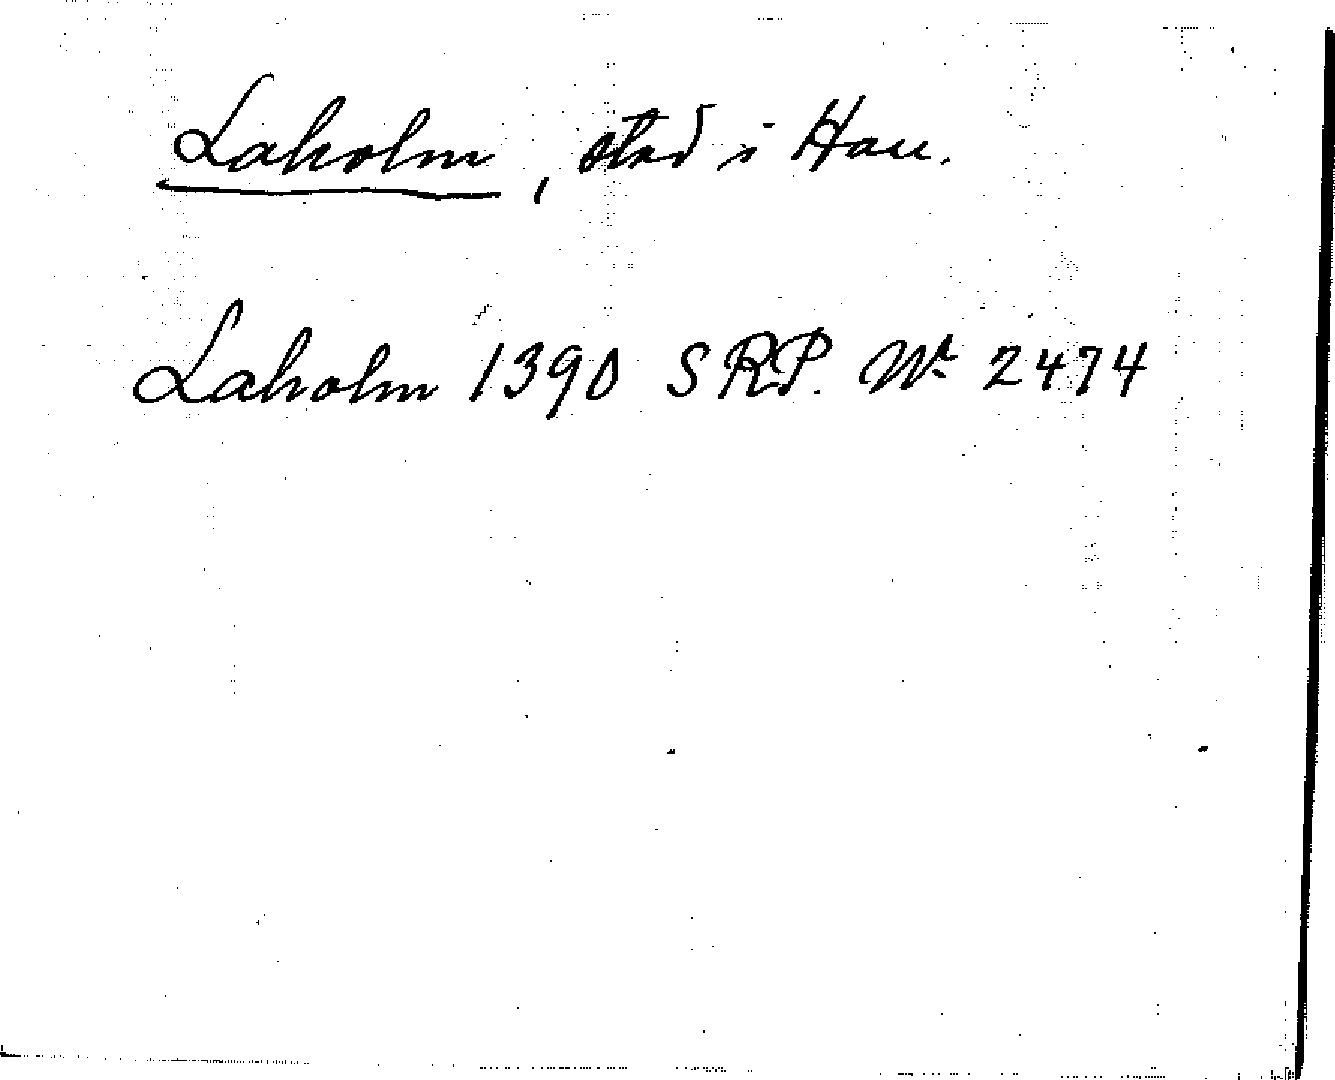 Laholm, stad i Hall.
Laholm 1390 SRP. Nr 2474